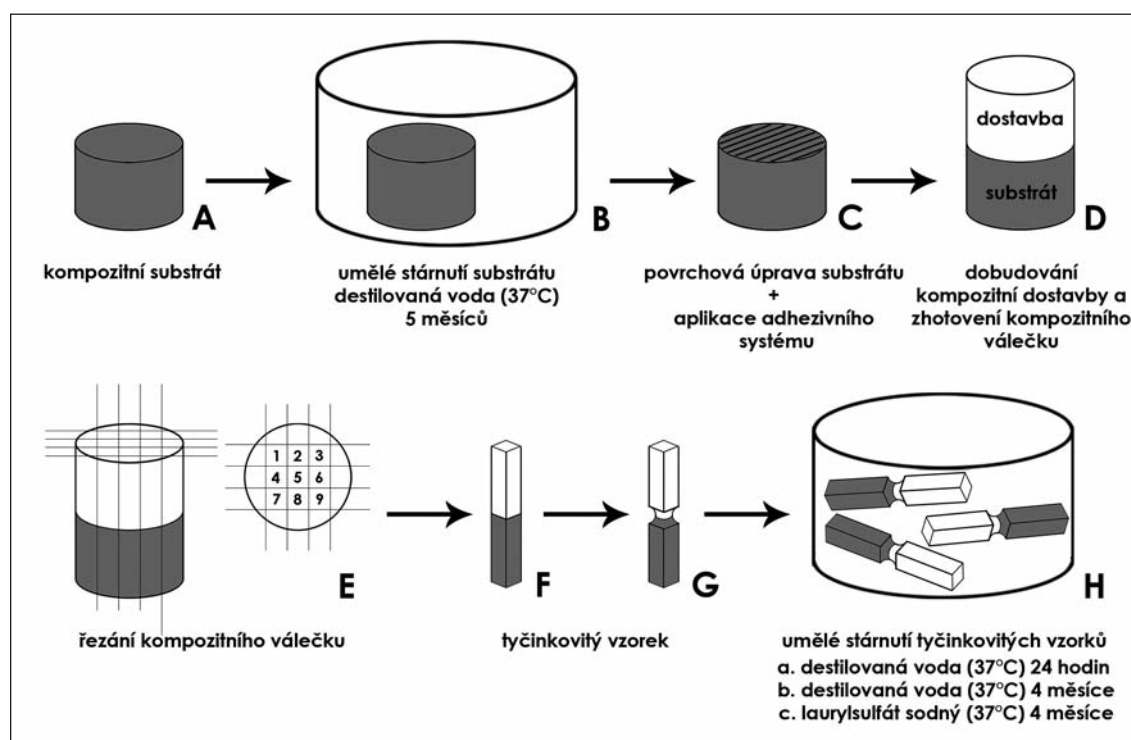 A
kompozitní substrát
B
umělé stárnutí substrátu
destilovaná voda (37°C)
5 měsíců
C
povrchová úprava substrátu
+
aplikace adhezivního
systému
dostavba
substrát
D
dobudování
kompozitní dostavby a
zhotovení kompozitního
válečku
1 2 3
4 5 6
7 8 9
E
řezání kompozitního válečku
F
G
tyčinkovitý vzorek
H
umělé stárnutí tyčinkovitých vzorků
a. destilovaná voda (37°C) 24 hodin
b. destilovaná voda (37°C) 4 měsíce
c. laurylsulfát sodný (37°C) 4 měsíce